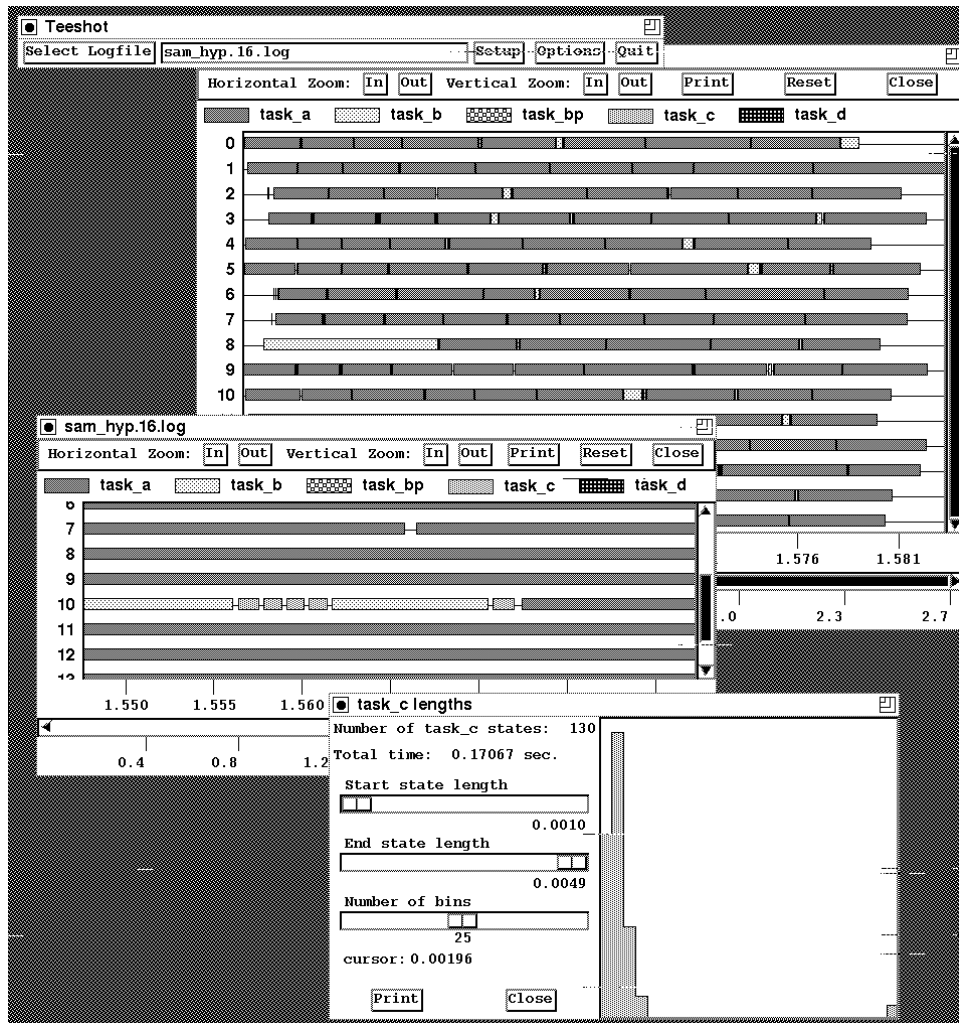 Teeshot
Select Logfile sam_hyp.16.log Setup Options Quit
Horizontal Zoom: In Out Vertical Zoom: In Out Print Reset Close
task_a task_b task_bp task_c task_d
0
1
2
3
4
5
6
7
8
9
10
1.576 1.581
.0 2.3 2.7
sam_hyp.16.log
Horizontal Zoom: In Out Vertical Zoom: In Out Print Reset Close
task_a task_b task_bp task_c task_d
6
7
8
9
10
11
12
13
1.550 1.555 1.560
0.4 0.8 1.2
task_c lengths
Number of task_c states: 130
Total time: 0.17067 sec.
Start state length
0.0010
End state length
0.0049
Number of bins
25
cursor: 0.00196
Print Close